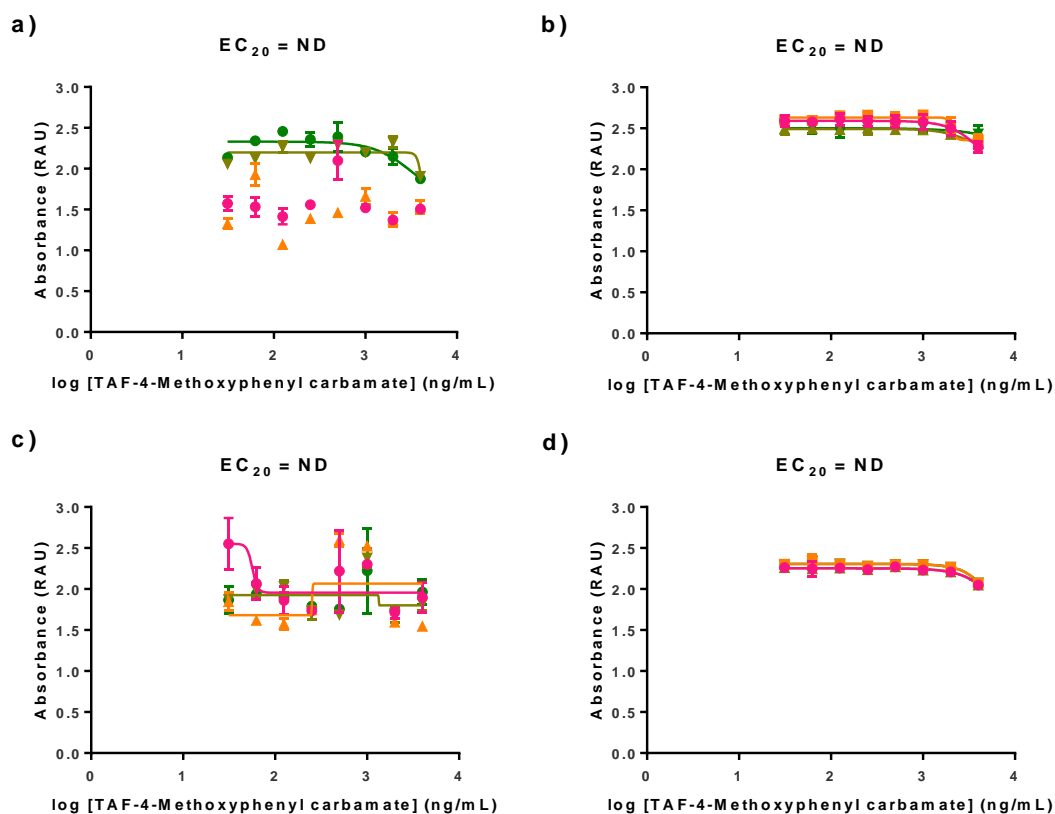 a)
EC20 = ND
3.0
2.5
2.0
1.5
1.0
0.5
0.0
Absorbance (RAU)
0 1 2 3 4
log [TAF-4-Methoxyphenyl carbamate] (ng/mL)
b)
EC20 = ND
3.0
2.5
2.0
1.5
1.0
0.5
0.0
Absorbance (RAU)
0 1 2 3 4
log [TAF-4-Methoxyphenyl carbamate] (ng/mL)
c)
EC20 = ND
3.0
2.5
2.0
1.5
1.0
0.5
0.0
Absorbance (RAU)
0 1 2 3 4
log [TAF-4-Methoxyphenyl carbamate] (ng/mL)
d)
EC20 = ND
3.0
2.5
2.0
1.5
1.0
0.5
0.0
Absorbance (RAU)
0 1 2 3 4
log [TAF-4-Methoxyphenyl carbamate] (ng/mL)